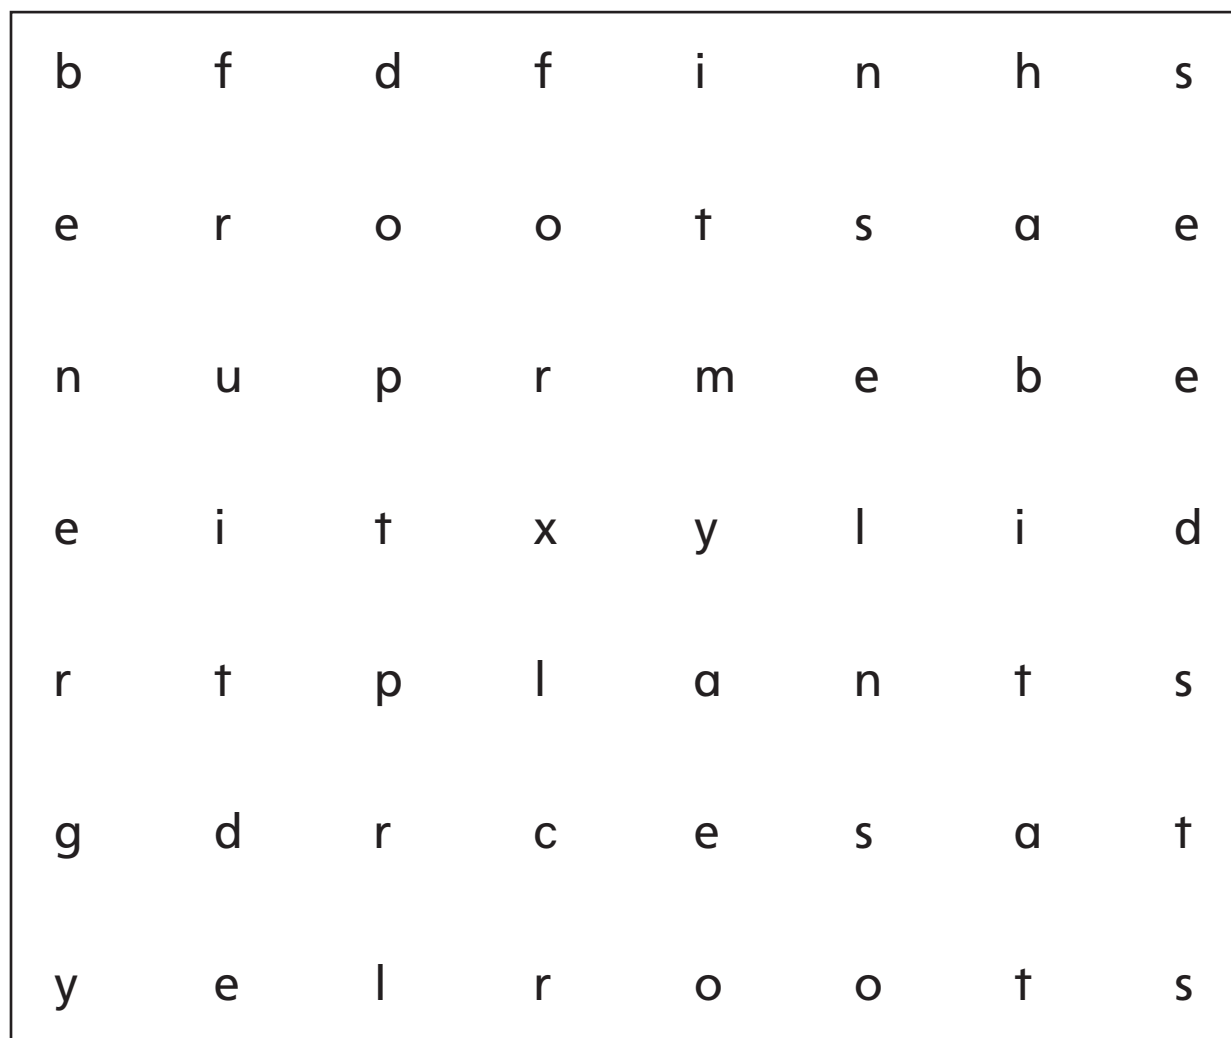 b f d f i n h s
e r o o t s a e
n u p r m e b e
e i t x y l i d
r t p l a n t s
g d r c e s a t
y e l r o o t s